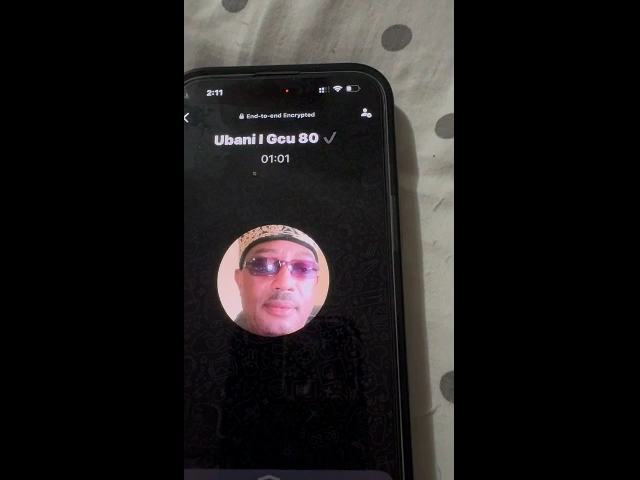 2:11
End-to-end Encrypted
Ubani I Gcu 80 ✓
01:01